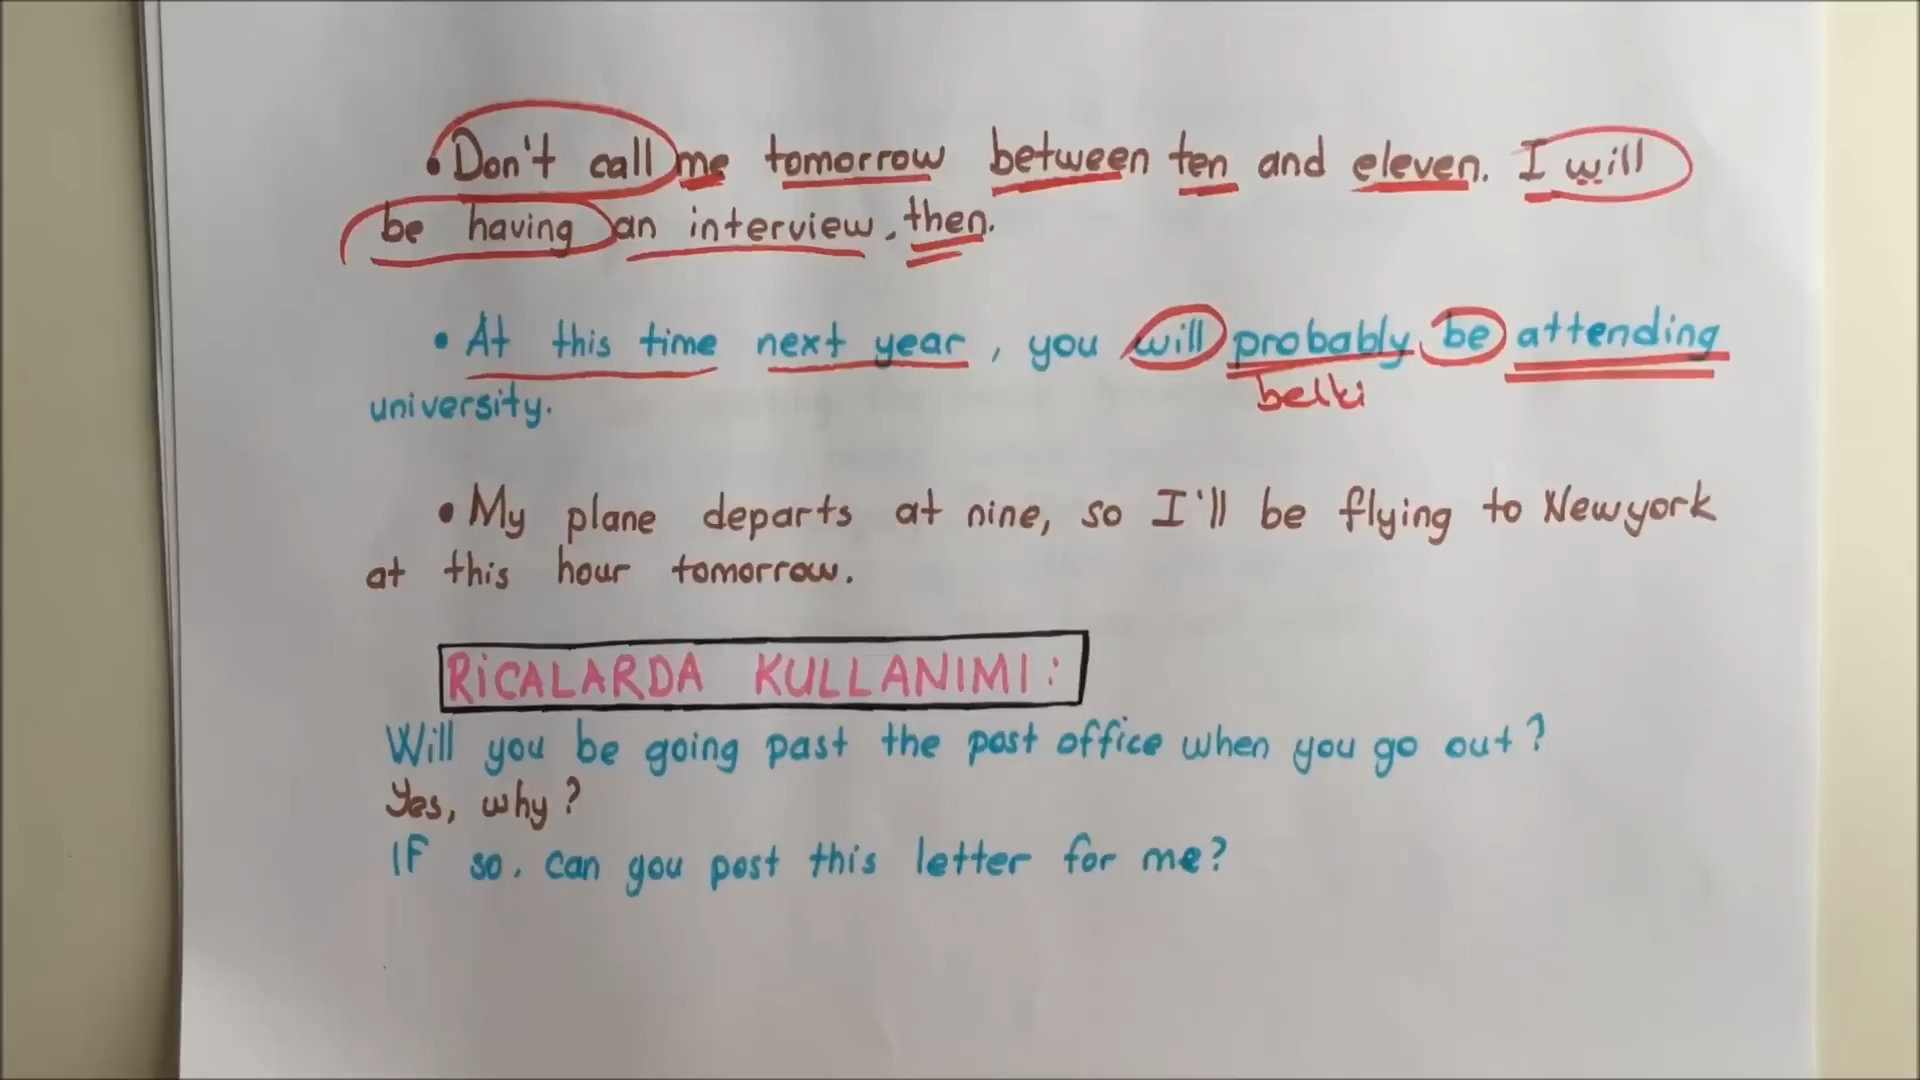 • Don't call me tomorrow between ten and eleven. I will
be having an interview, then.
• At this time next year, you will probably be attending
belki
university.
• My plane departs at nine, so I'll be flying to Newyork
at this hour tomorrow.
RiCALARDA KULLANIMI:
Will you be going past the post office when you go out?
Yes, why?
IF so, can you post this letter for me?